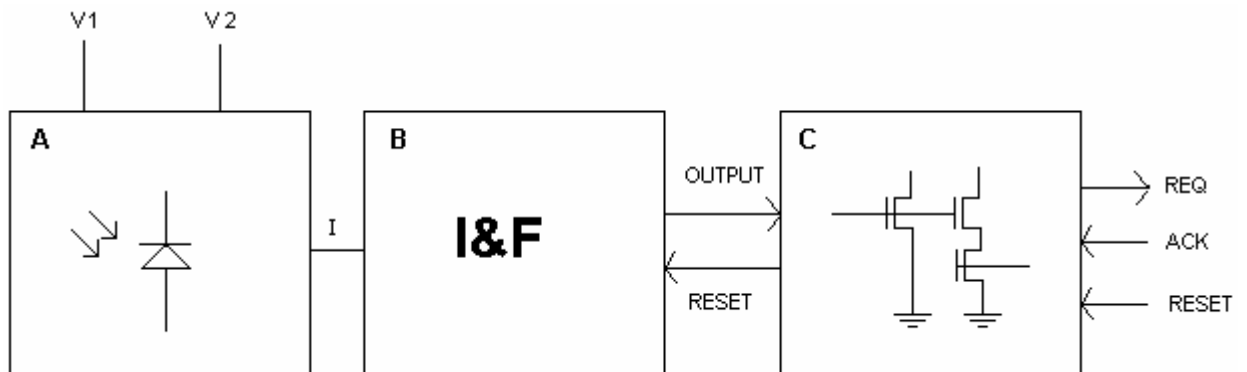 V1
V2
A
B
C
I
I&F
OUTPUT
RESET
REQ
ACK
RESET